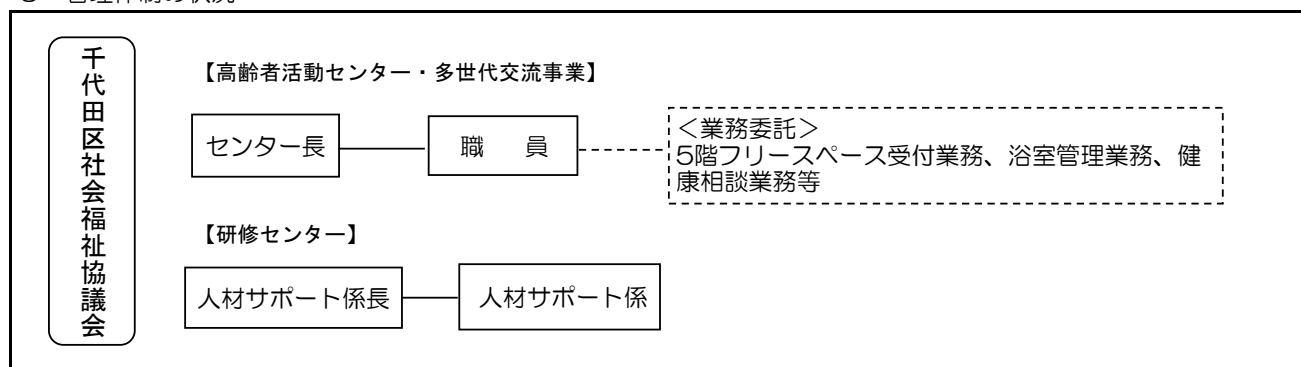 千代田区社会福祉協議会
【高齢者活動センター・多世代交流事業】
センター長
職　員
＜業務委託＞
5階フリースペース受付業務、浴室管理業務、健
康相談業務等
【研修センター】
人材サポート係長
人材サポート係